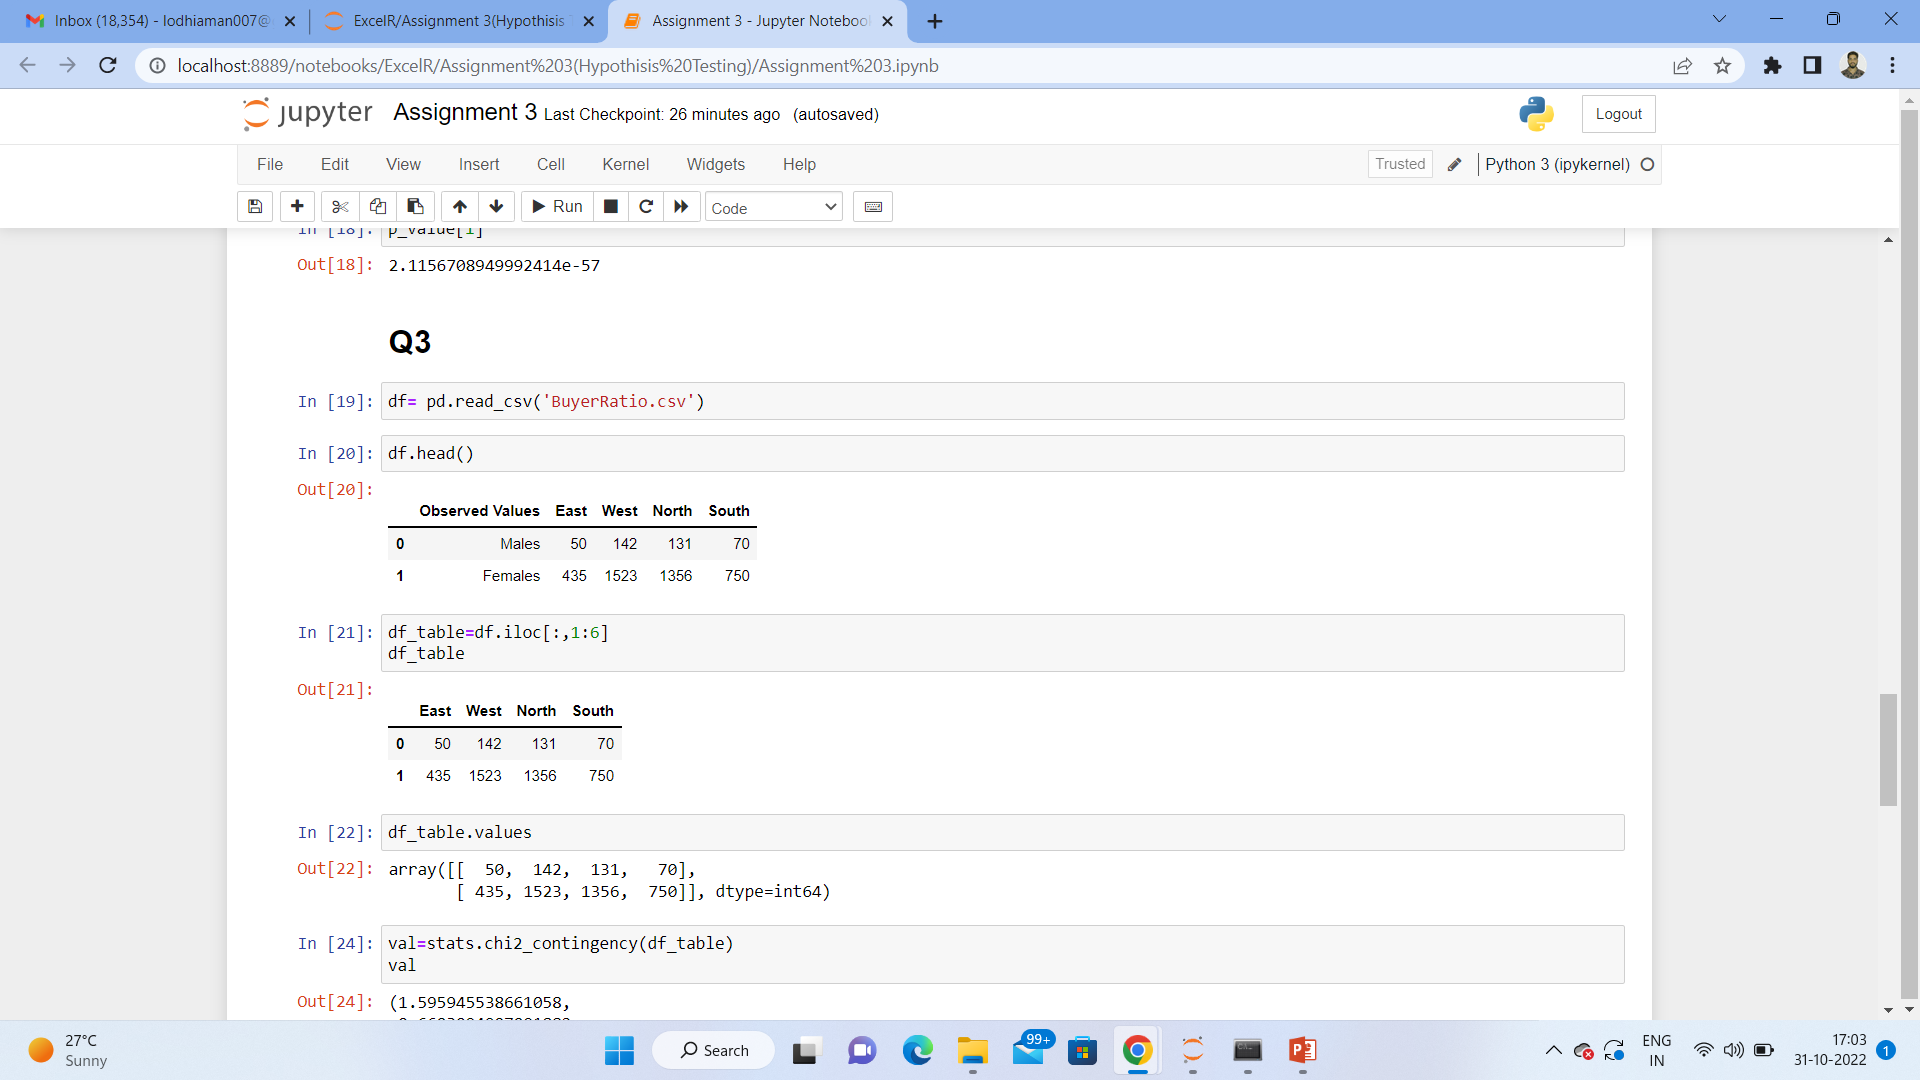 Inbox (18,354) - lodhiaman007@
ExcelR/Assignment 3(Hypothisis
Assignment 3 - Jupyter Notebook
localhost:8889/notebooks/ExcelR/Assignment%203(Hypothisis%20Testing)/Assignment%203.ipynb
jupyter Assignment 3 Last Checkpoint: 26 minutes ago (autosaved)
Logout
File Edit View Insert Cell Kernel Widgets Help
Trusted Python 3 (ipykernel)
Run Code
In [18]: p_value[1]
Out[18]: 2.1156708949992414e-57
Q3
In [19]: df= pd.read_csv('BuyerRatio.csv')
In [20]: df.head()
Out[20]:
Observed Values East West North South
0 Males 50 142 131 70
1 Females 435 1523 1356 750
In [21]: df_table=df.iloc[:,1:6]
df_table
Out[21]:
East West North South
0 50 142 131 70
1 435 1523 1356 750
In [22]: df_table.values
Out[22]: array([[ 50, 142, 131, 70],
[ 435, 1523, 1356, 750]], dtype=int64)
In [24]: val=stats.chi2_contingency(df_table)
val
Out[24]: (1.595945538661058,
27°C
Sunny
Search
99+
ENG
IN
17:03
31-10-2022
1